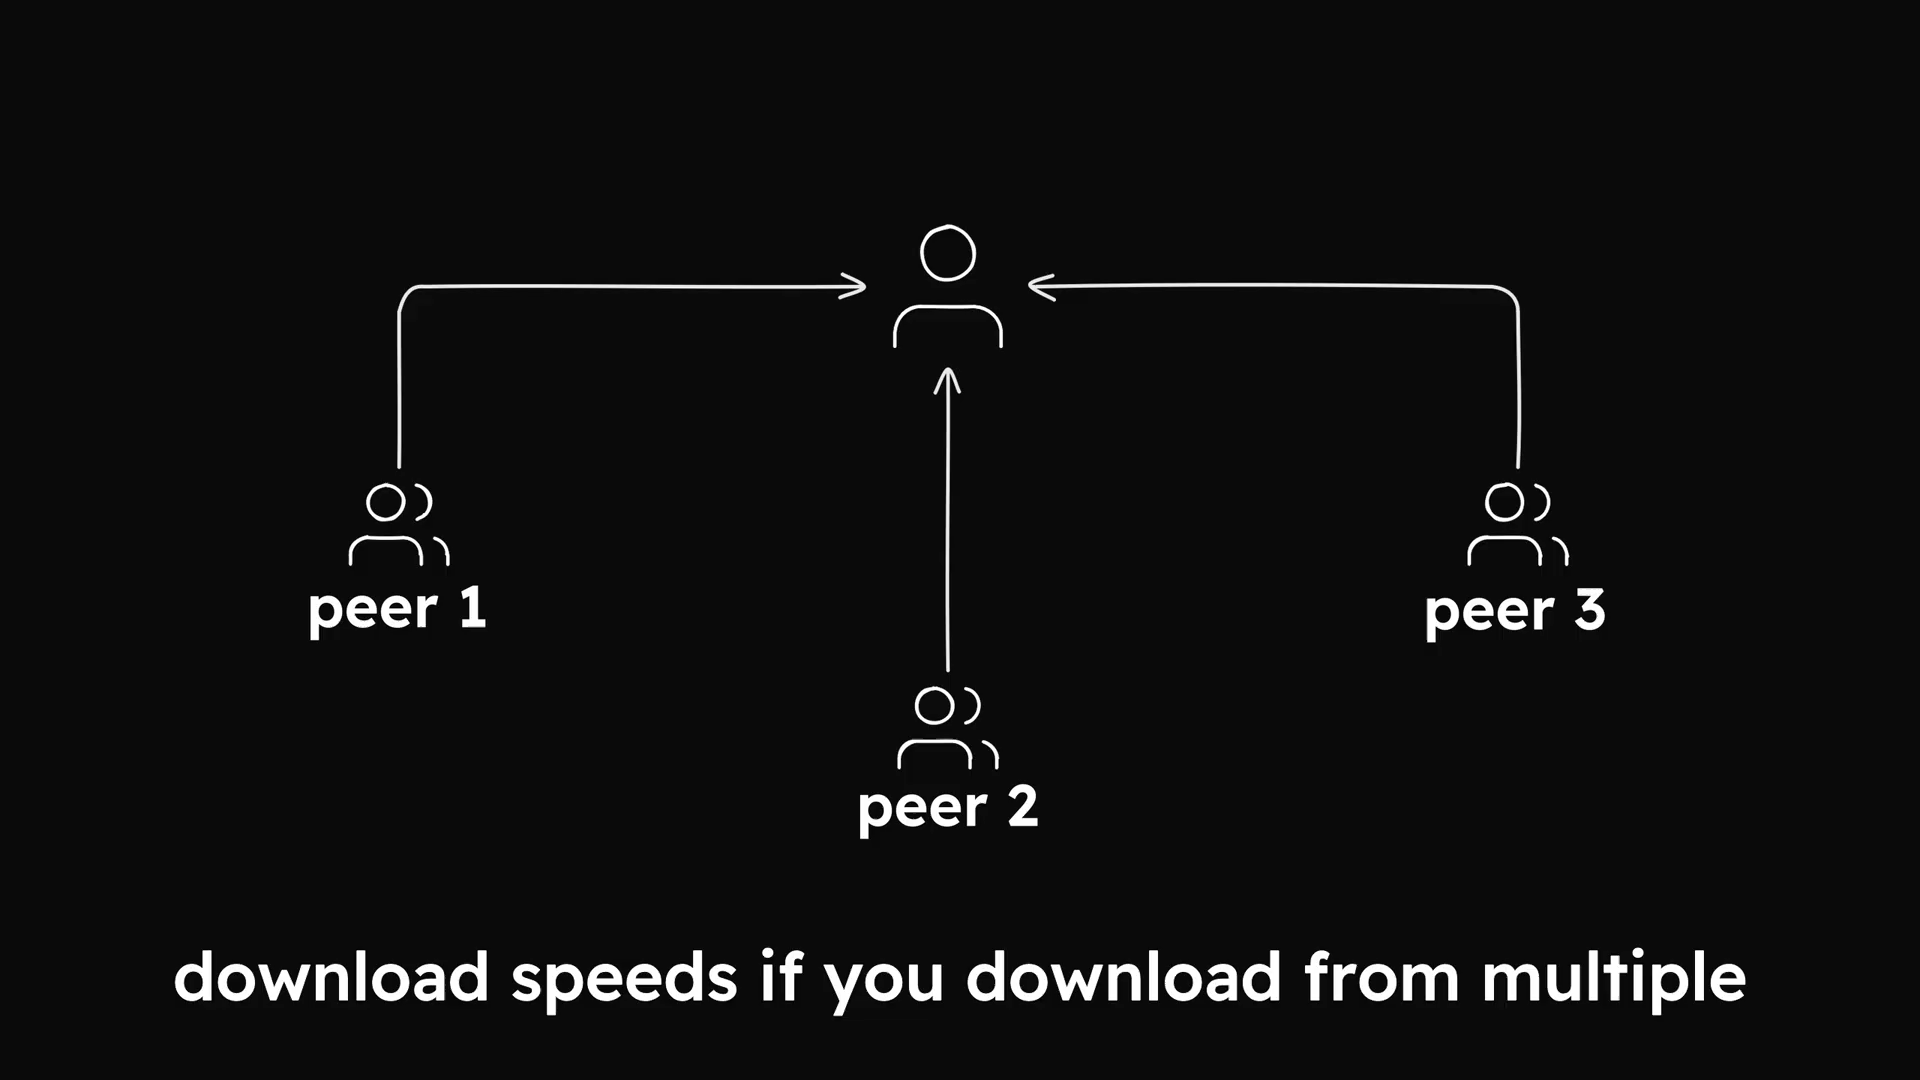 peer 1
peer 3
peer 2
download speeds if you download from multiple